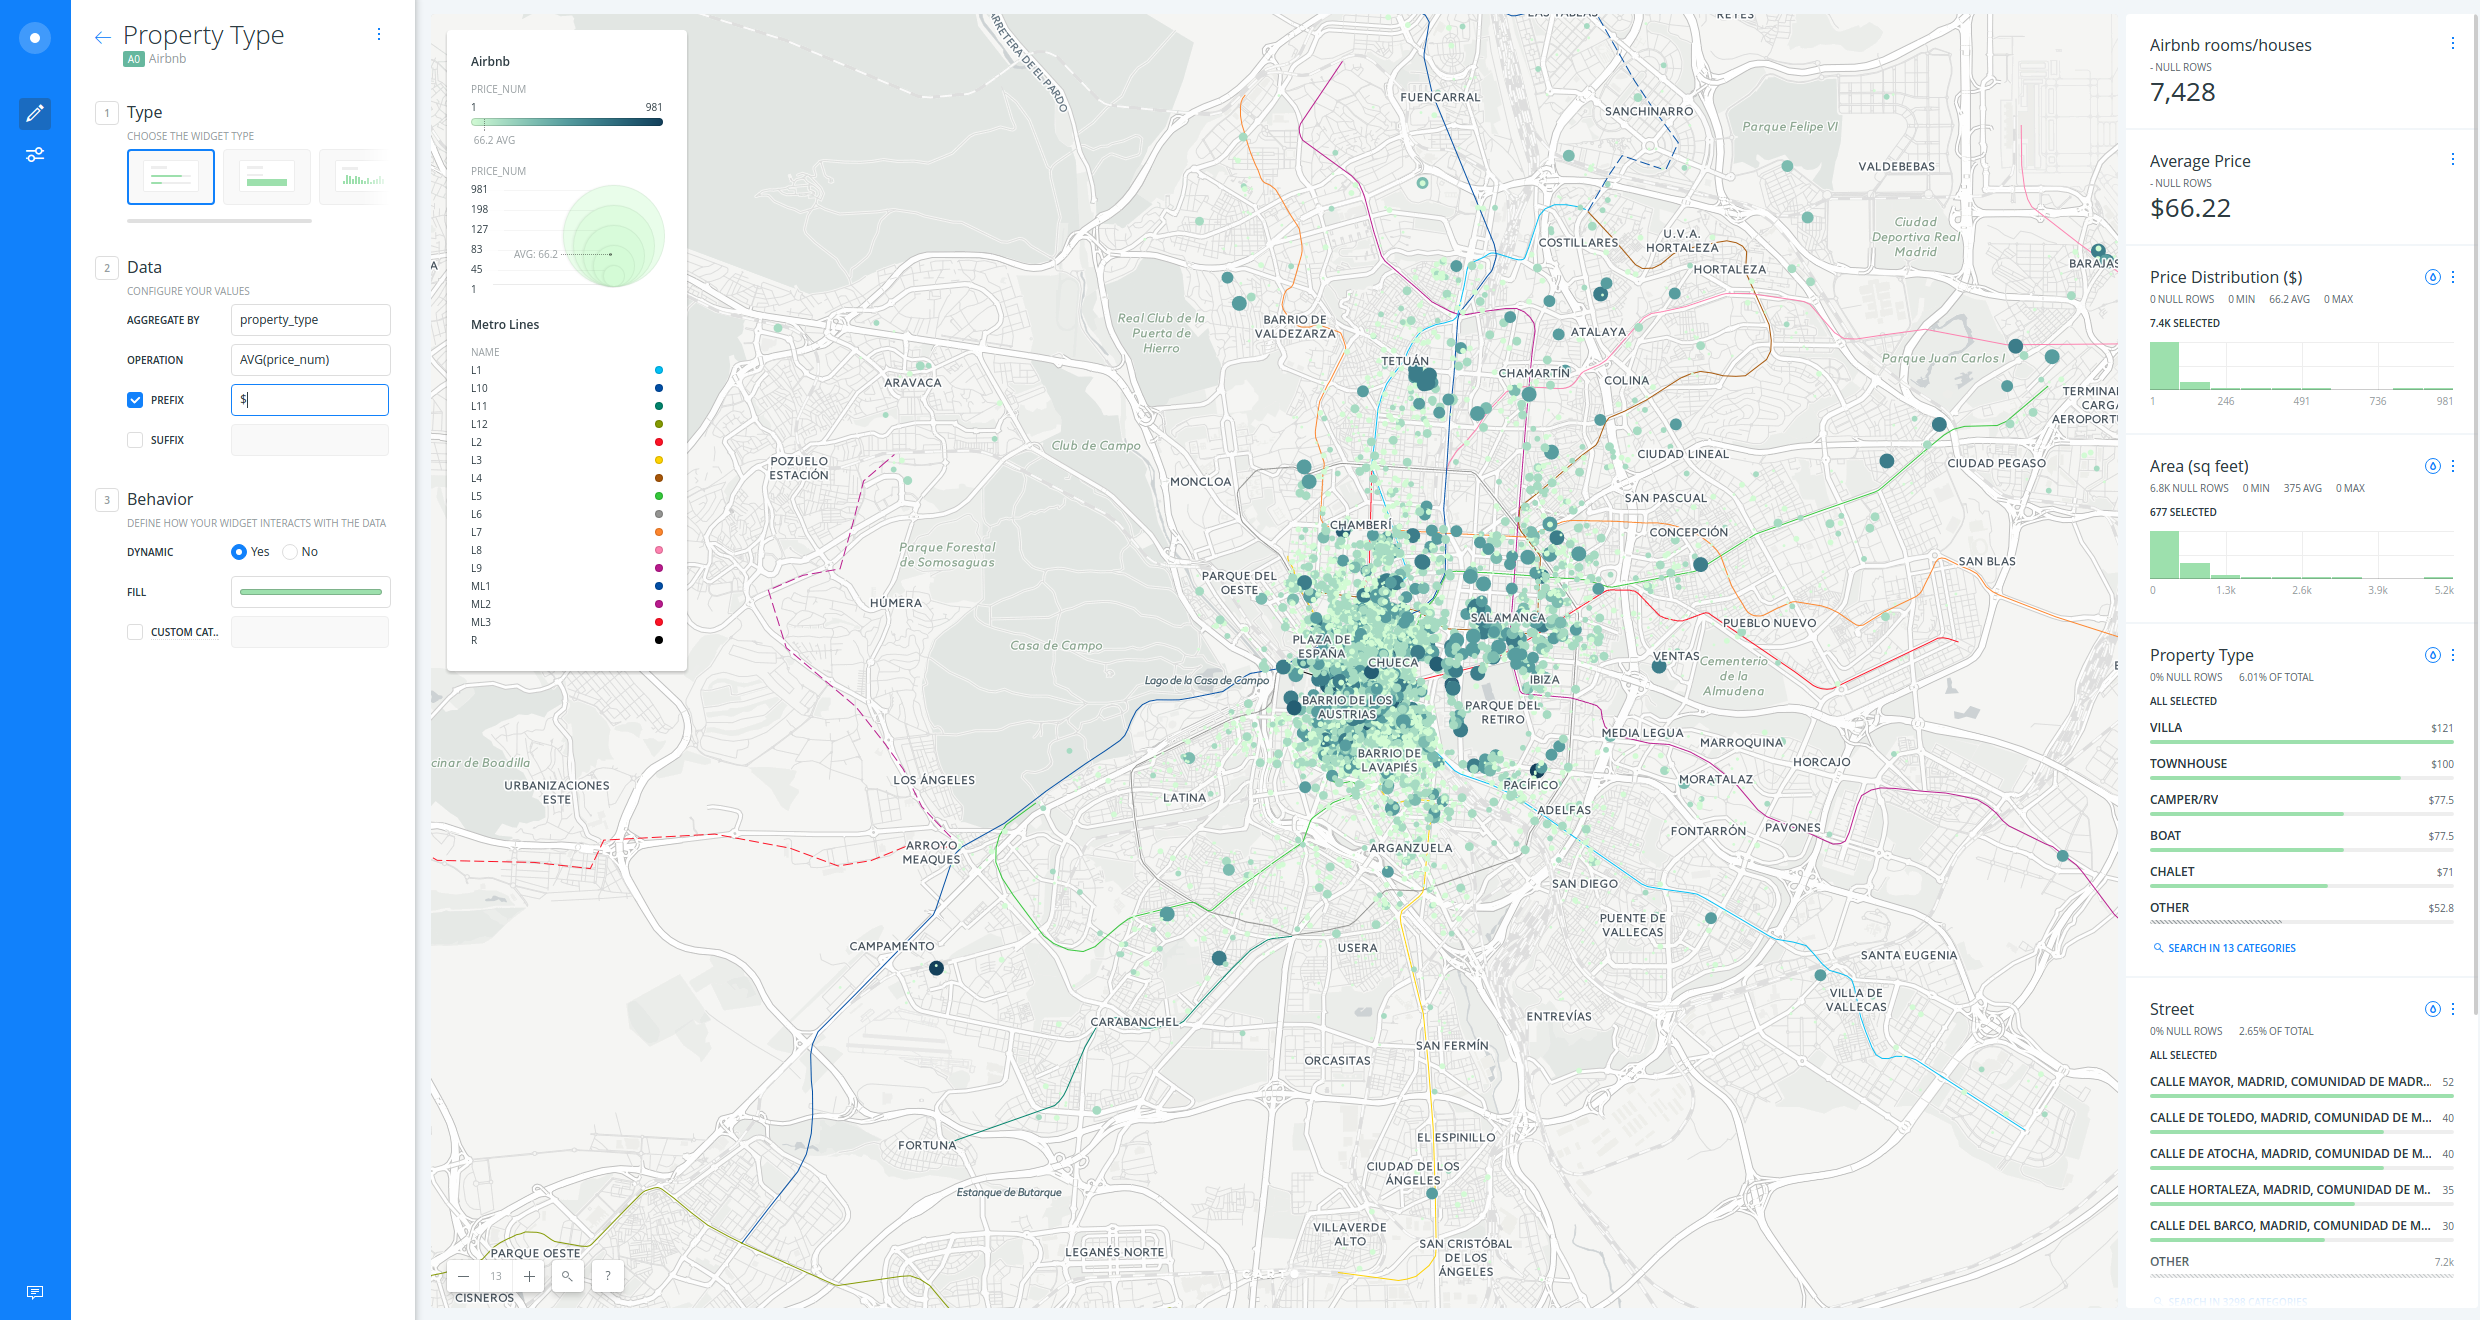 Property Type
A0 Airbnb
1 Type
CHOOSE THE WIDGET TYPE
2 Data
CONFIGURE YOUR VALUES
AGGREGATE BY property_type
OPERATION AVG(price_num)
PREFIX $
SUFFIX
3 Behavior
DEFINE HOW YOUR WIDGET INTERACTS WITH THE DATA
DYNAMIC Yes No
FILL
CUSTOM CAT..
Airbnb
PRICE_NUM
1 981
66.2 AVG
PRICE_NUM
981
198
127
83
AVG: 66.2
45
1
Metro Lines
NAME
L1
L10
L11
L12
L2
L3
L4
L5
L6
L7
L8
L9
ML1
ML2
ML3
R
CARRETERA DE EL PARDO
LAS TABLAS
REYES
FUENCARRAL
SANCHINARRO
Parque Felipe VI
VALDEBEBAS
COSTILLARES
U.V.A.
HORTALEZA
Ciudad
Deportiva Real
Madrid
HORTALEZA
BARAJAS
Real Club de la
Puerta de
Hierro
BARRIO DE
VALDEZARZA
ATALAYA
TETUÁN
CHAMARTÍN
COLINA
Parque Juan Carlos I
ARAVACA
TERMINAL
CARGA
AEROPORTU
Club de Campo
POZUELO
ESTACIÓN
MONCLOA
CIUDAD LINEAL
CIUDAD PEGASO
SAN PASCUAL
CHAMBERÍ
CONCEPCIÓN
Parque Forestal
de Somosaguas
PARQUE DEL
OESTE
SAN BLAS
HÚMERA
SALAMANCA
PUEBLO NUEVO
Casa de Campo
PLAZA DE
ESPAÑA
CHUECA
VENTAS
Cementerio
de la
Almudena
Lago de la Casa de Campo
IBIZA
BARRIO DE LOS
AUSTRIAS
PARQUE DEL
RETIRO
MEDIA LEGUA
MARROQUINA
cinar de Boadilla
BARRIO DE
LAVAPIÉS
HORCAJO
URBANIZACIONES
ESTE
LOS ÁNGELES
LATINA
PACÍFICO
MORATALAZ
ADELFAS
FONTARRÓN
PAVONES
ARROYO
MEAQUES
ARGANZUELA
SAN DIEGO
PUENTE DE
VALLECAS
CAMPAMENTO
USERA
SANTA EUGENIA
VILLA DE
VALLECAS
CARABANCHEL
ENTREVÍAS
SAN FERMÍN
ORCASITAS
FORTUNA
EL ESPINILLO
CIUDAD DE LOS
ÁNGELES
Estanque de Butarque
VILLAVERDE
ALTO
PARQUE OESTE
LEGANÉS NORTE
SAN CRISTÓBAL
DE LOS
ÁNGELES
13
?
CISNEROS
Airbnb rooms/houses
- NULL ROWS
7,428
Average Price
- NULL ROWS
$66.22
Price Distribution ($)
0 NULL ROWS 0 MIN 66.2 AVG 0 MAX
7.4K SELECTED
1 246 491 736 981
Area (sq feet)
6.8K NULL ROWS 0 MIN 375 AVG 0 MAX
677 SELECTED
0 1.3k 2.6k 3.9k 5.2k
Property Type
0% NULL ROWS 6.01% OF TOTAL
ALL SELECTED
VILLA $121
TOWNHOUSE $100
CAMPER/RV $77.5
BOAT $77.5
CHALET $71
OTHER $52.8
SEARCH IN 13 CATEGORIES
Street
0% NULL ROWS 2.65% OF TOTAL
ALL SELECTED
CALLE MAYOR, MADRID, COMUNIDAD DE MADR... 52
CALLE DE TOLEDO, MADRID, COMUNIDAD DE M... 40
CALLE DE ATOCHA, MADRID, COMUNIDAD DE M... 40
CALLE HORTALEZA, MADRID, COMUNIDAD DE M.. 35
CALLE DEL BARCO, MADRID, COMUNIDAD DE M... 30
OTHER 7.2k